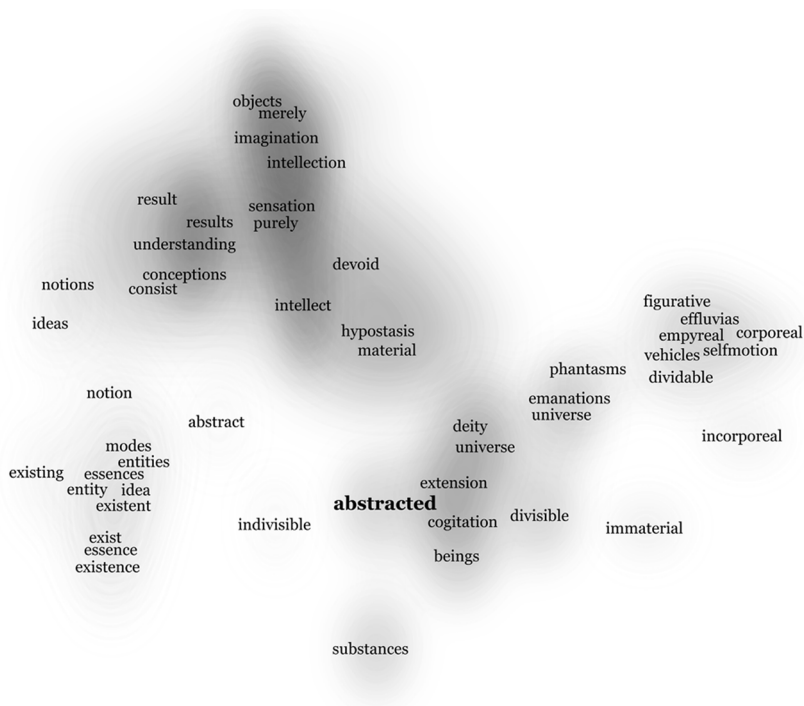 objects
merely
imagination
intellection
result
sensation
results
purely
understanding
devoid
conceptions
notions
consist
figurative
intellect
effluvias
ideas
hypostasis
empyreal
corporeal
material
vehicles
selfmotion
phantasms
dividable
notion
emanations
universe
abstract
deity
incorporeal
modes
universe
entities
existing
essences
extension
entity
idea
abstracted
existent
divisible
cogitation
indivisible
immaterial
exist
essence
beings
existence
substances